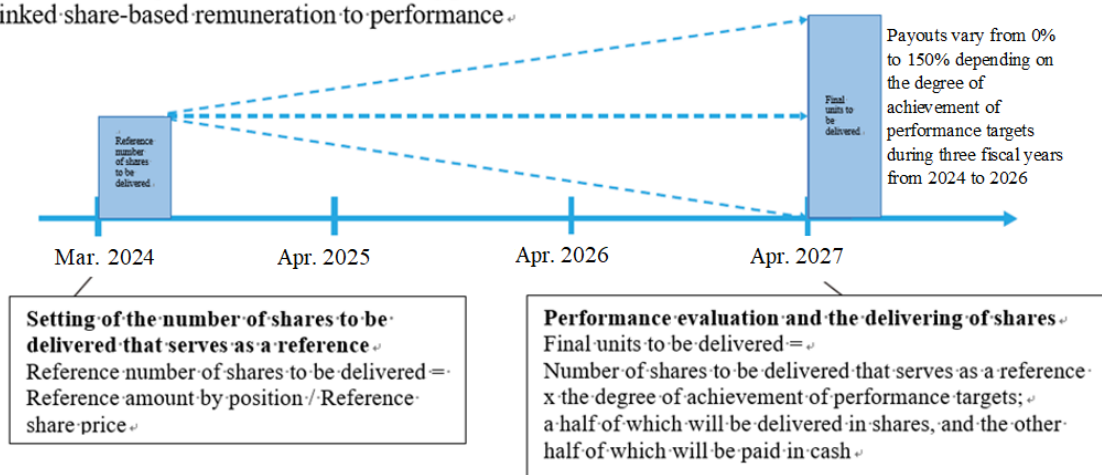 inked share-based remuneration to performance
Payouts vary from 0%
to 150% depending on
the degree of
achievement of
performance targets
during three fiscal years
from 2024 to 2026
Reference
number
of shares
to be
delivered
Final
units to
be
delivered
Mar. 2024
Apr. 2025
Apr. 2026
Apr. 2027
Setting of the number of shares to be
delivered that serves as a reference
Reference number of shares to be delivered =
Reference amount by position / Reference
share price
Performance evaluation and the delivering of shares
Final units to be delivered =
Number of shares to be delivered that serves as a reference
x the degree of achievement of performance targets;
a half of which will be delivered in shares, and the other
half of which will be paid in cash